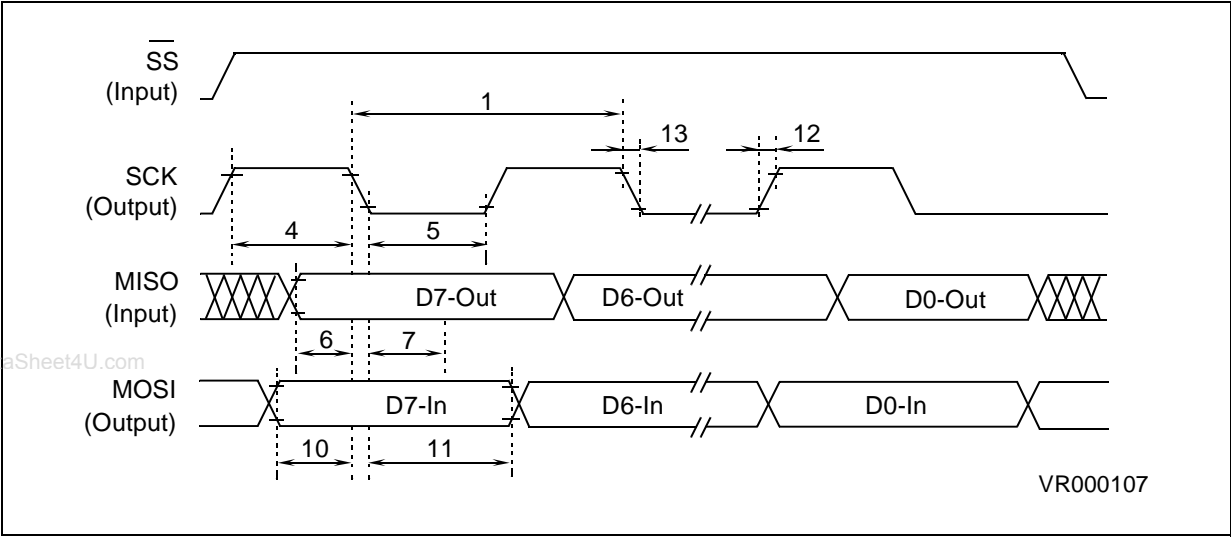 SS
(Input)
1
13
12
SCK
(Output)
4
5
MISO
(Input)
D7-Out
D6-Out
D0-Out
6
7
aSheet4U.com
MOSI
(Output)
D7-In
D6-In
D0-In
10
11
VR000107